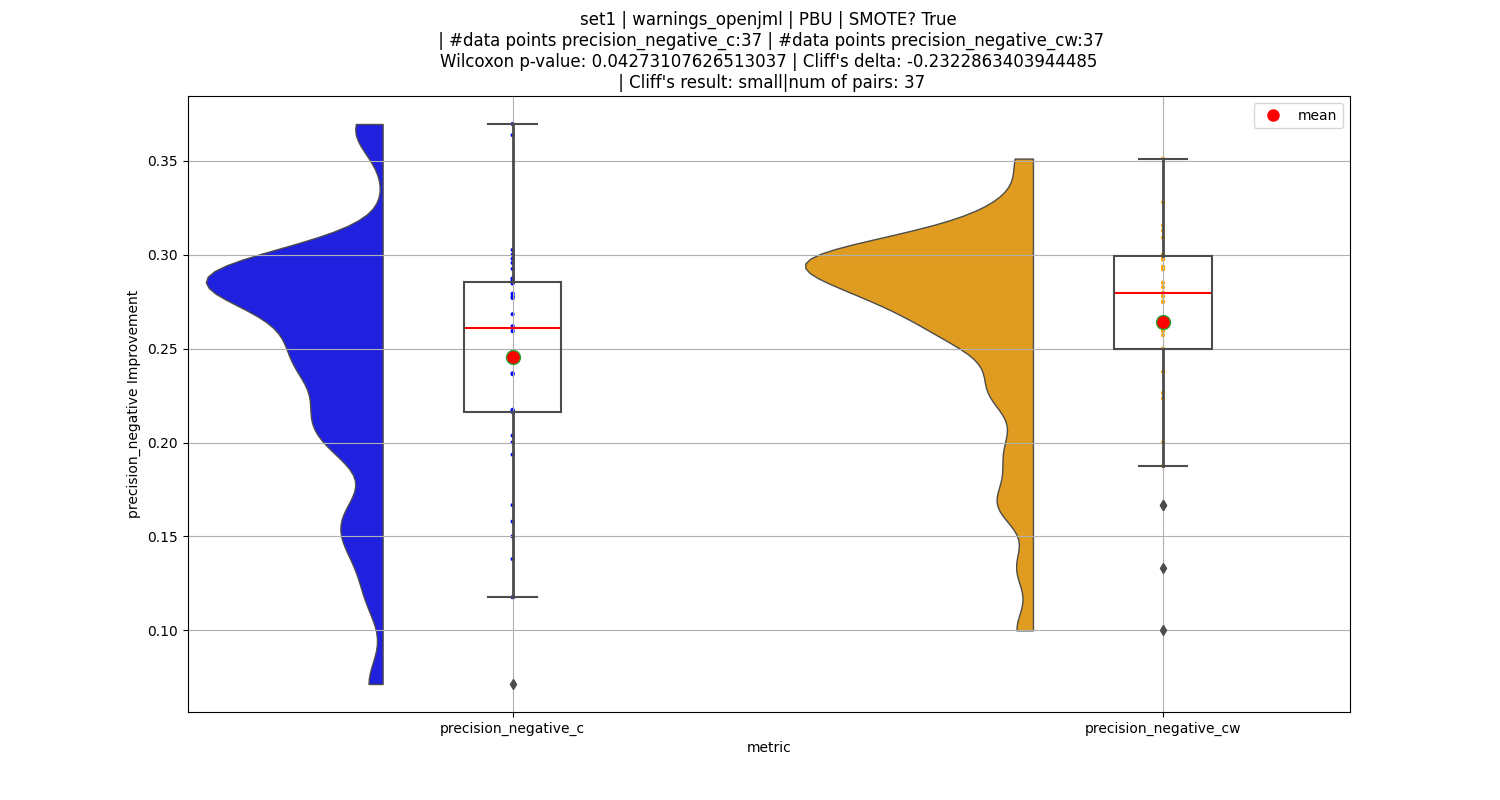 set1 | warnings_openjml | PBU | SMOTE? True
| #data points precision_negative_c:37 | #data points precision_negative_cw:37
Wilcoxon p-value: 0.04273107626513037 | Cliff's delta: -0.2322863403944485
| Cliff's result: small|num of pairs: 37
mean
0.35
0.30
0.25
0.20
0.15
0.10
precision_negative Improvement
precision_negative_c
precision_negative_cw
metric